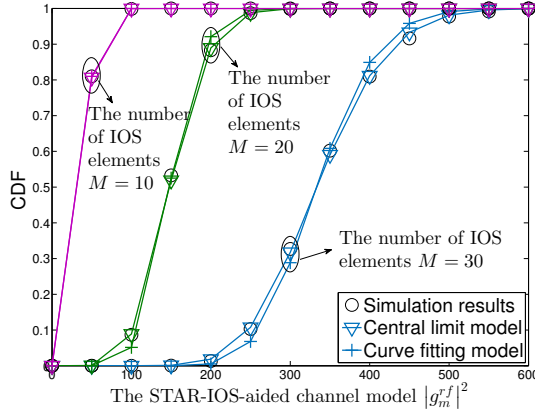 1
0.9
0.8
0.7
0.6
0.5
0.4
0.3
0.2
0.1
0
CDF
The number
of IOS
elements
M = 10
The number
of IOS
elements
M = 20
The number of IOS
elements M = 30
Simulation results
Central limit model
Curve fitting model
0 100 200 300 400 500 600
The STAR-IOS-aided channel model |g_m^{rf}|^2